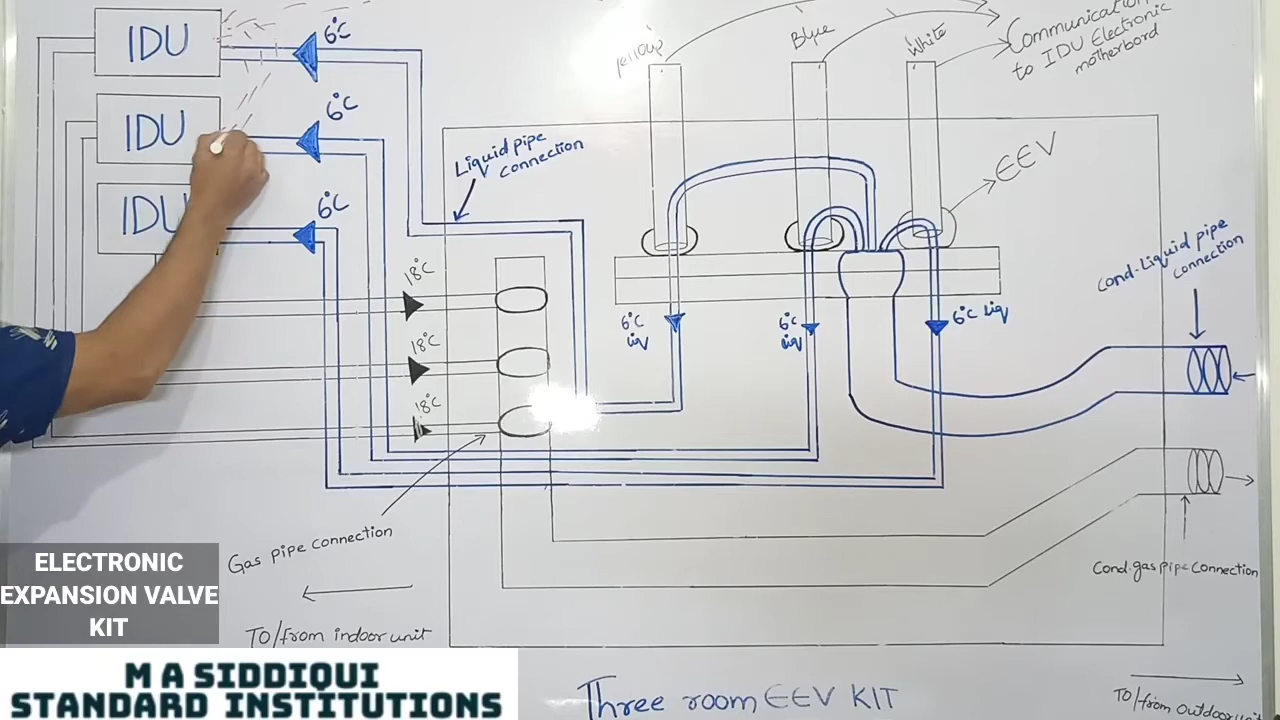 IDU
6°C
IDU
6°C
IDU
6°C
Liquid pipe
connection
Yellow
Blue
White
to IDU Electronic
motherbord
EEV
Cond-Liquid pipe
connection
18°C
18°C
18°C
6°C
Liq
6°C
Liq
6°C Liq
Gas pipe connection
Cond.gas pipe connection
TO/from indoor unit
Three room EEV KIT
TO/from outdoor unit
ELECTRONIC
EXPANSION VALVE
KIT
M A SIDDIQUI
STANDARD INSTITUTIONS